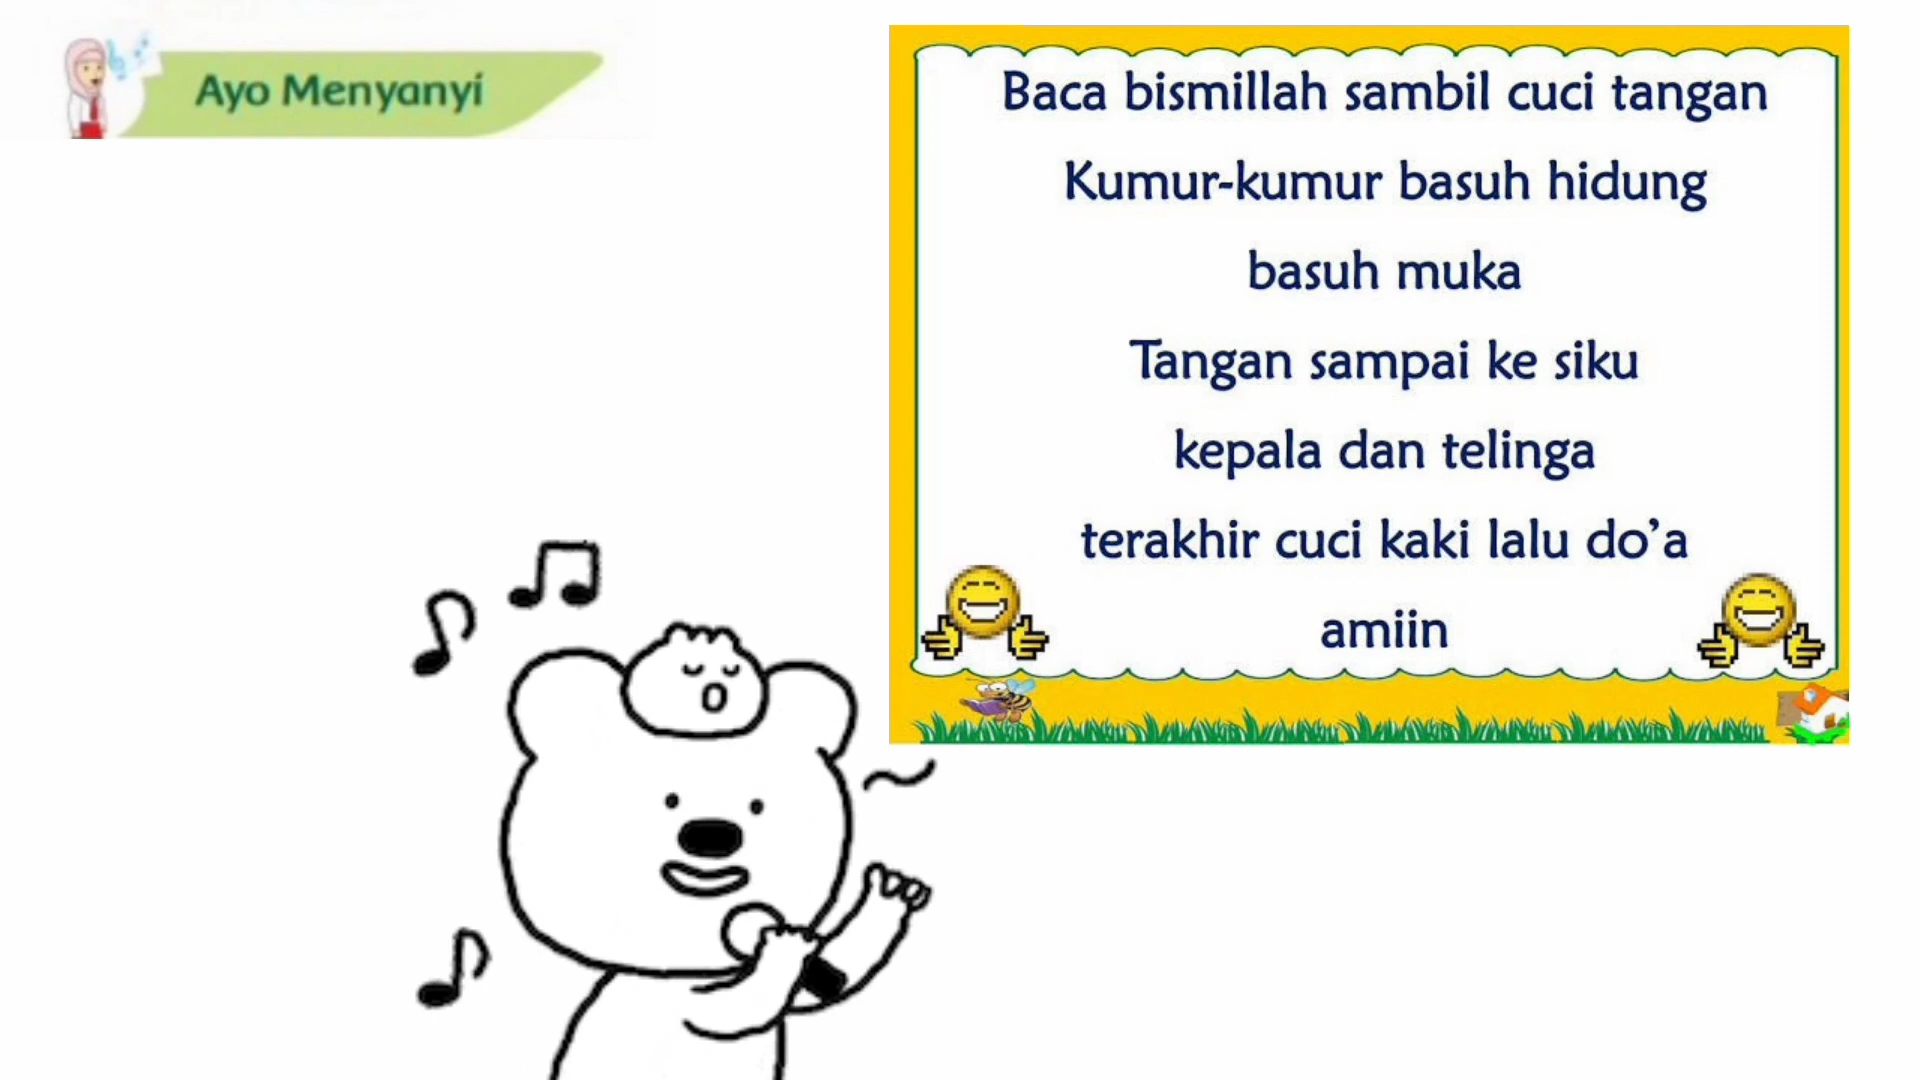 Ayo Menyanyi
Baca bismillah sambil cuci tangan
Kumur-kumur basuh hidung
basuh muka
Tangan sampai ke siku
kepala dan telinga
terakhir cuci kaki lalu do’a
amiin